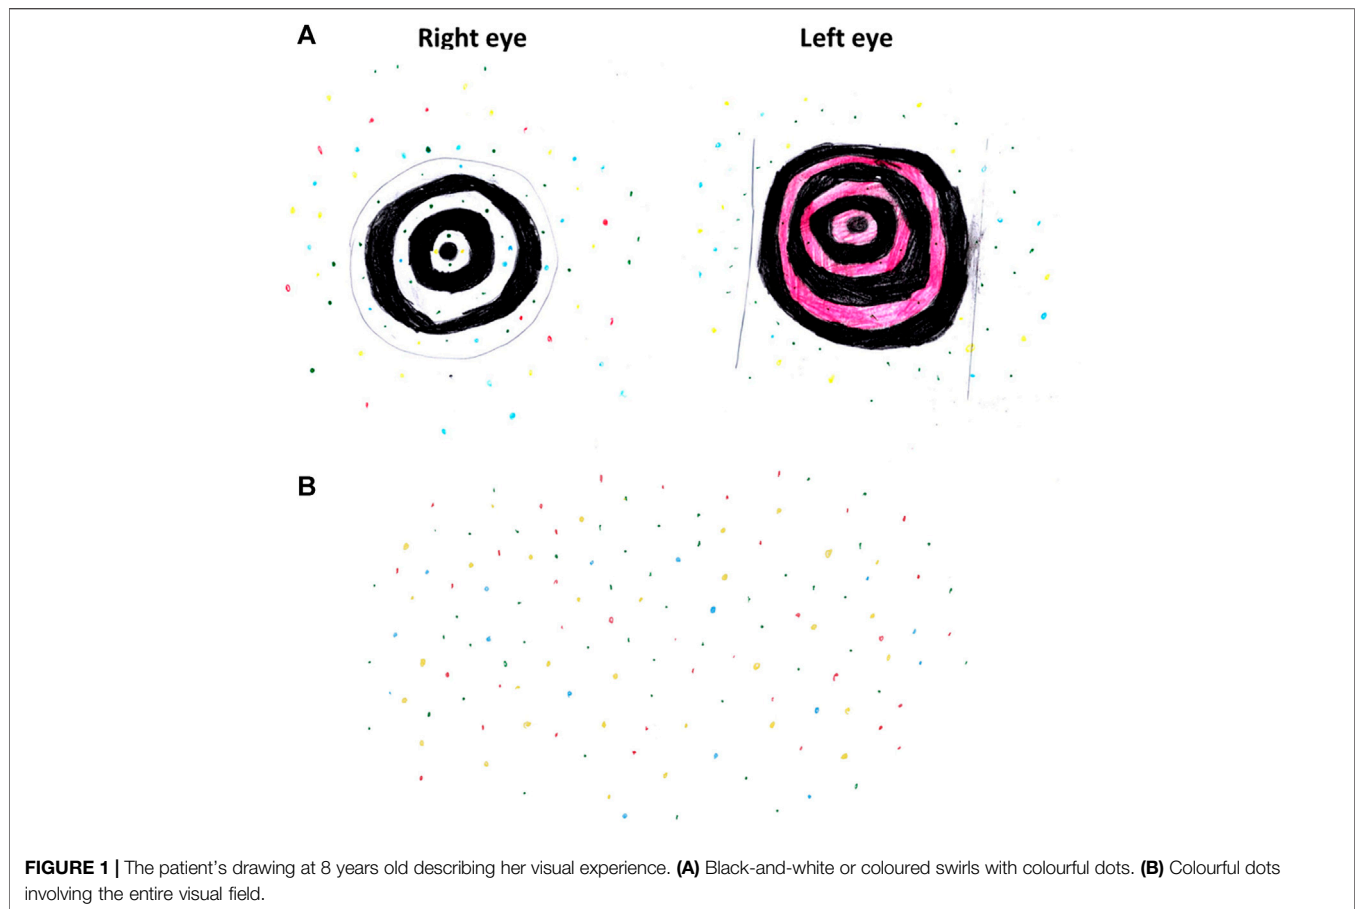 A
Right eye
Left eye
B
FIGURE 1 | The patient's drawing at 8 years old describing her visual experience. (A) Black-and-white or coloured swirls with colourful dots. (B) Colourful dots
involving the entire visual field.